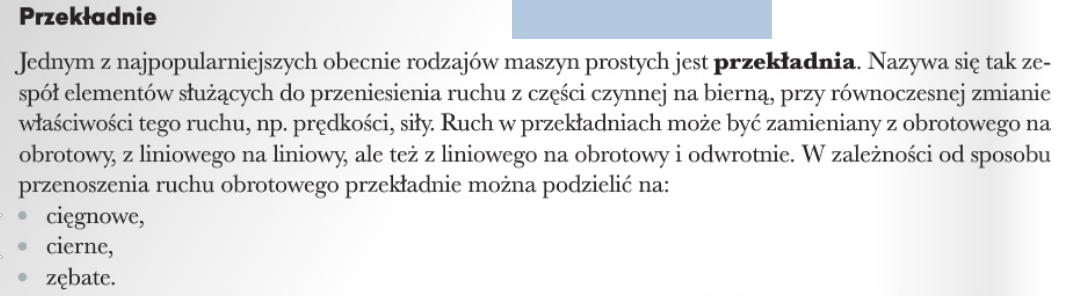 Przekładnie
Jednym z najpopularniejszych obecnie rodzajów maszyn prostych jest przekładnia. Nazywa się tak ze-
spół elementów służących do przeniesienia ruchu z części czynnej na bierną, przy równoczesnej zmianie
właściwości tego ruchu, np. prędkości, siły. Ruch w przekładniach może być zamieniany z obrotowego na
obrotowy, z liniowego na liniowy, ale też z liniowego na obrotowy i odwrotnie. W zależności od sposobu
przenoszenia ruchu obrotowego przekładnie można podzielić na:
• cięgnowe,
• cierne,
• zębate.